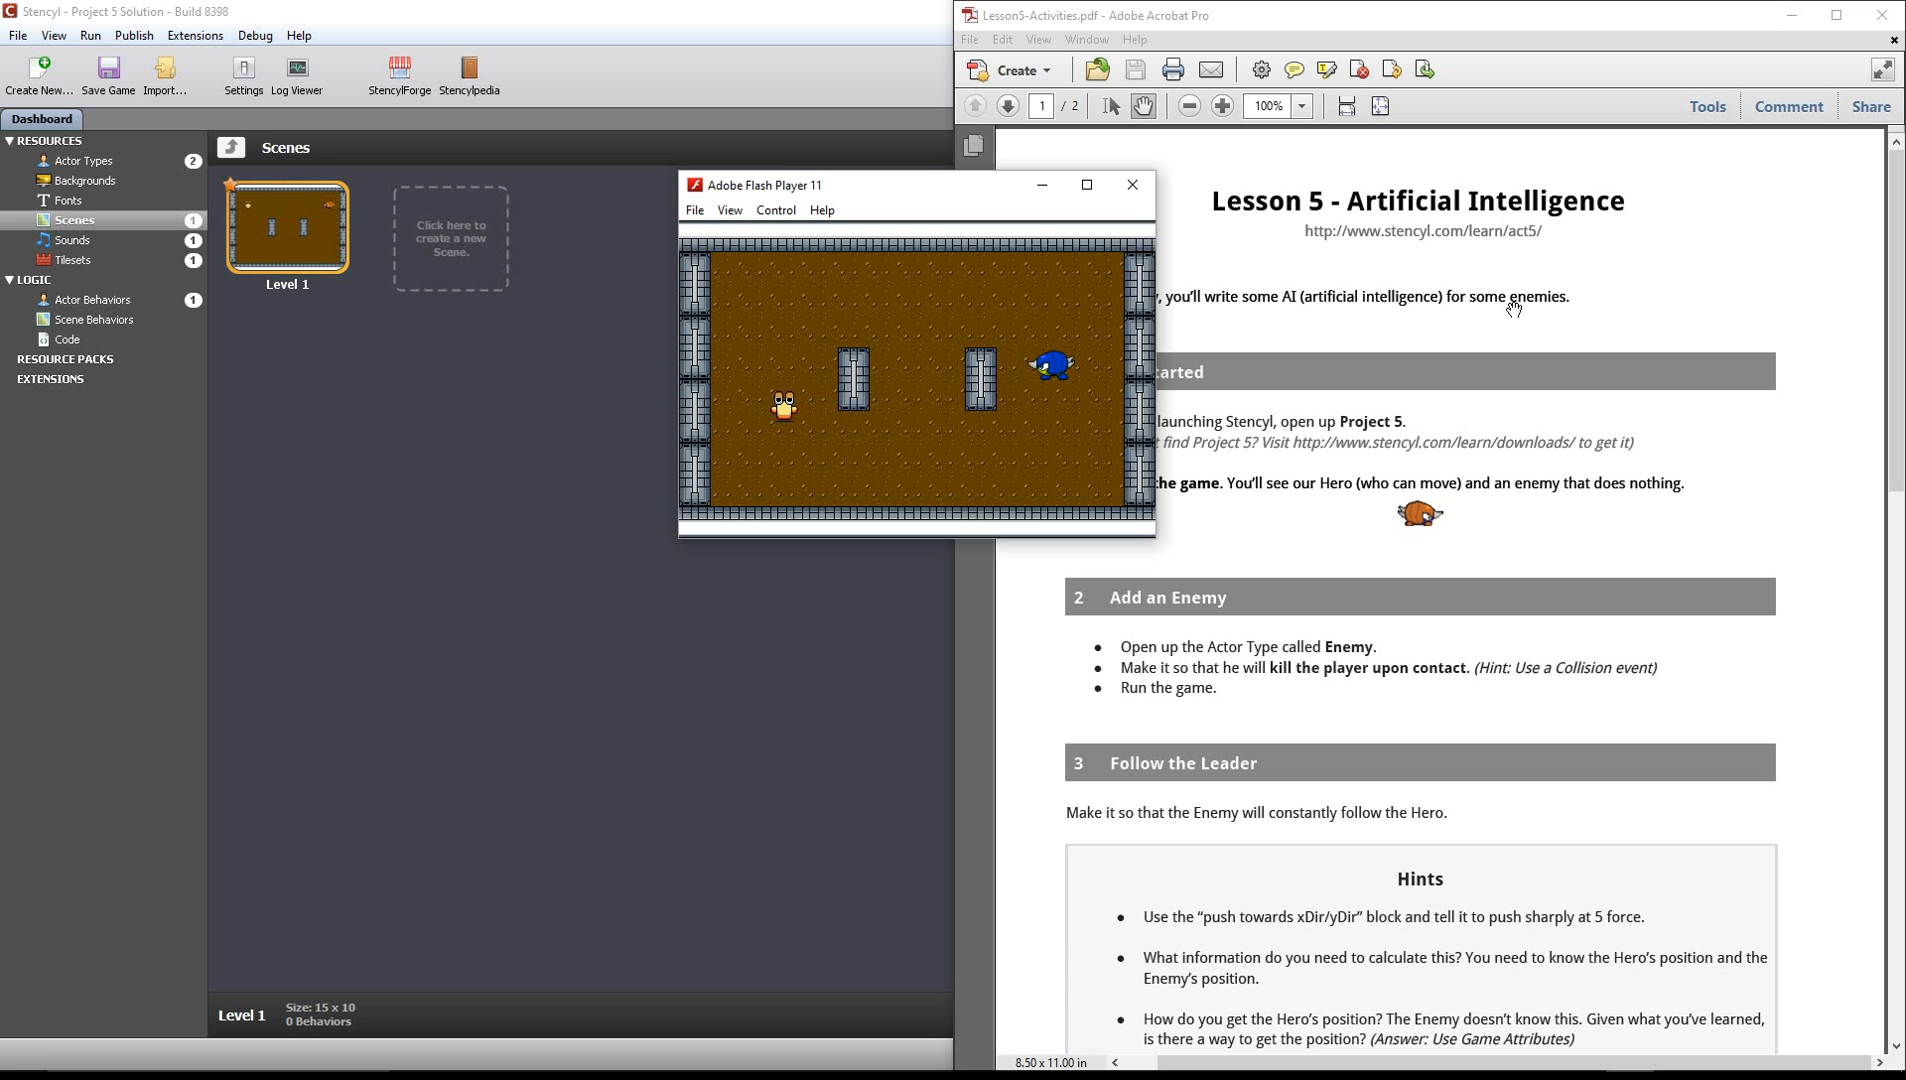 Stencyl - Project 5 Solution - Build 8398
File View Run Publish Extensions Debug Help
Create New... Save Game Import... Settings Log Viewer StencylForge Stencylpedia
Dashboard
RESOURCES
Actor Types 2
Backgrounds
Fonts
Scenes 1
Sounds 1
Tilesets 1
LOGIC
Actor Behaviors 1
Scene Behaviors
Code
RESOURCE PACKS
EXTENSIONS
Scenes
Level 1
Click here to
create a new
Scene.
Level 1
Size: 15 x 10
0 Behaviors
Adobe Flash Player 11
File View Control Help
Lesson5-Activities.pdf - Adobe Acrobat Pro
File Edit View Window Help
Create
1 / 2 100% Tools Comment Share
Lesson 5 - Artificial Intelligence
http://www.stencyl.com/learn/act5/
, you'll write some AI (artificial intelligence) for some enemies.
tarted
launching Stencyl, open up Project 5.
t find Project 5? Visit http://www.stencyl.com/learn/downloads/ to get it)
the game. You'll see our Hero (who can move) and an enemy that does nothing.
2 Add an Enemy
• Open up the Actor Type called Enemy.
• Make it so that he will kill the player upon contact. (Hint: Use a Collision event)
• Run the game.
3 Follow the Leader
Make it so that the Enemy will constantly follow the Hero.
Hints
• Use the “push towards xDir/yDir” block and tell it to push sharply at 5 force.
• What information do you need to calculate this? You need to know the Hero's position and the
Enemy's position.
• How do you get the Hero's position? The Enemy doesn't know this. Given what you've learned,
is there a way to get the position? (Answer: Use Game Attributes)
8.50 x 11.00 in